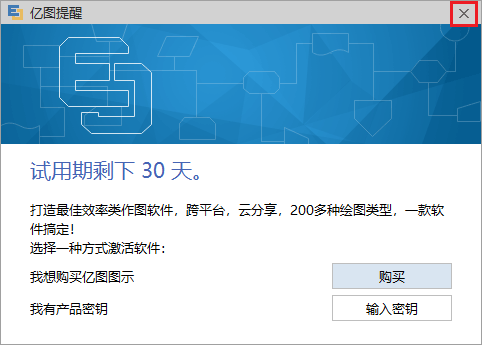 亿图提醒
试用期剩下 30 天。
打造最佳效率类作图软件，跨平台，云分享，200多种绘图类型，一款软
件搞定！
选择一种方式激活软件：
我想购买亿图图示
购买
我有产品密钥
输入密钥